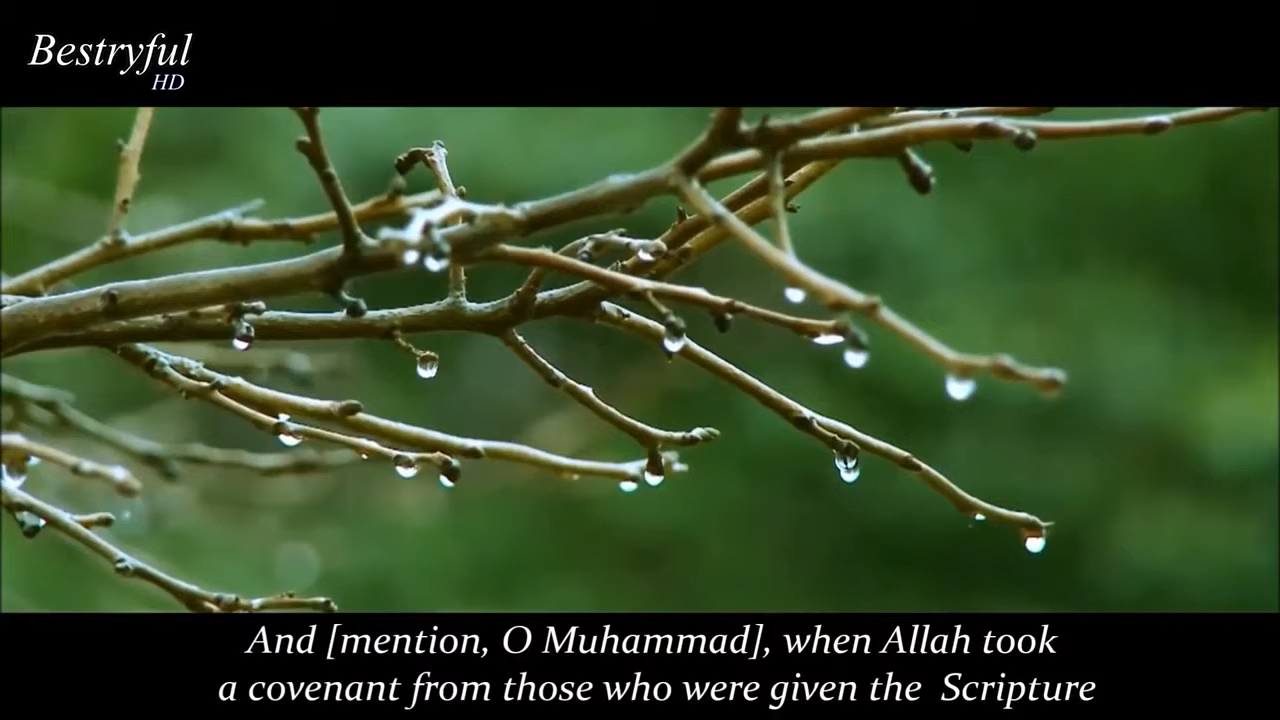 Bestryful
HD
And [mention, O Muhammad], when Allah took
a covenant from those who were given the Scripture